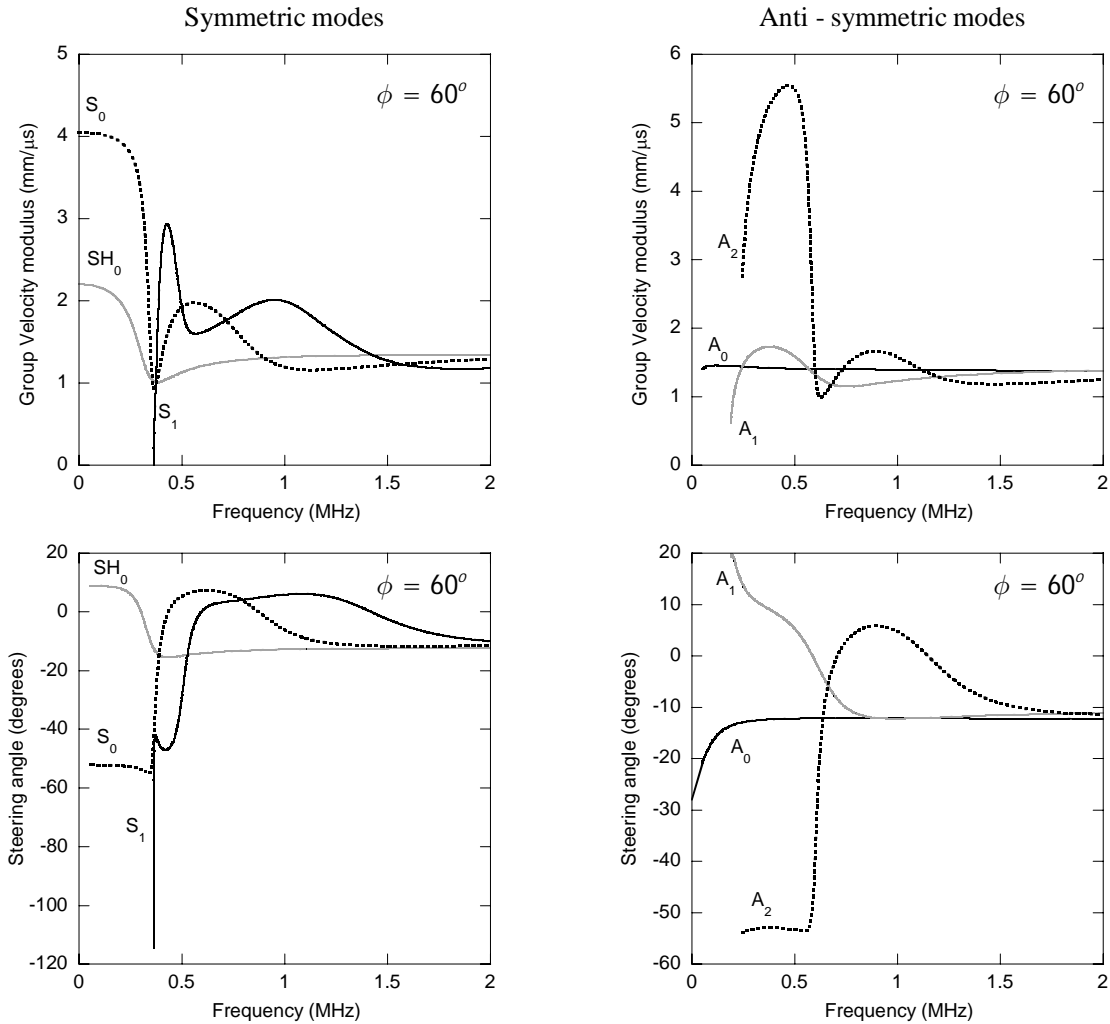 Symmetric modes
Anti - symmetric modes
5
4
3
2
1
0
Group Velocity modulus (mm/µs)
S0
SH0
S1
ϕ = 60°
0
0.5
1
1.5
2
Frequency (MHz)
6
5
4
3
2
1
0
Group Velocity modulus (mm/µs)
A2
A0
A1
ϕ = 60°
0
0.5
1
1.5
2
Frequency (MHz)
20
0
-20
-40
-60
-80
-100
-120
Steering angle (degrees)
SH0
S0
S1
ϕ = 60°
0
0.5
1
1.5
2
Frequency (MHz)
20
10
0
-10
-20
-30
-40
-50
-60
Steering angle (degrees)
A1
A0
A2
ϕ = 60°
0
0.5
1
1.5
2
Frequency (MHz)